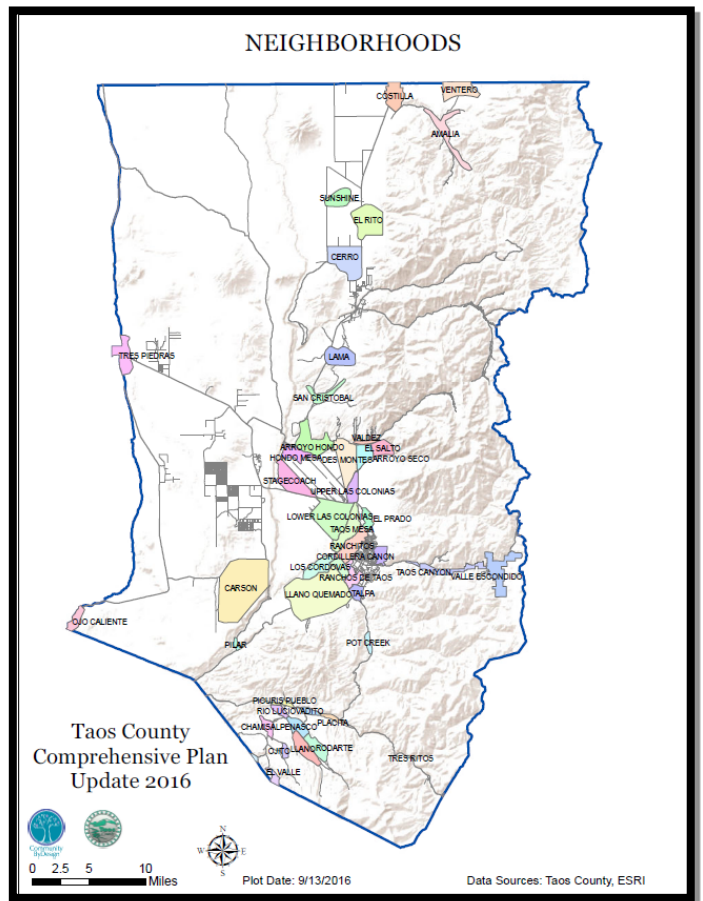 NEIGHBORHOODS
COSTILLA
VENTERO
AMALIA
SUNSHINE
EL RITO
CERRO
TRES PIEDRAS
LAMA
SAN CRISTOBAL
VALDEZ
ARROYO HONDO
EL SALTO
HONDO MESA
DES MONTES
ARROYO SECO
STAGECOACH
UPPER LAS COLONIAS
LOWER LAS COLONIAS
EL PRADO
TAOS MESA
RANCHITOS
CORDILLERA
CANON
LOS CORDOVAS
TAOS CANYON
VALLE ESCONDIDO
RANCHOS DE TAOS
CARSON
LLANO QUEMADO
TALPA
OJO CALIENTE
PILAR
POT CREEK
PICURIS PUEBLO
RIO LUCIO
VADITO
PLACITA
CHAMISAL
PENASCO
OJITO
LLANO
RODARTE
TRES RITOS
EL VALLE
Taos County
Comprehensive Plan
Update 2016
Community
ByDesign
N
W
E
S
0 2.5 5 10
Miles
Plot Date: 9/13/2016
Data Sources: Taos County, ESRI